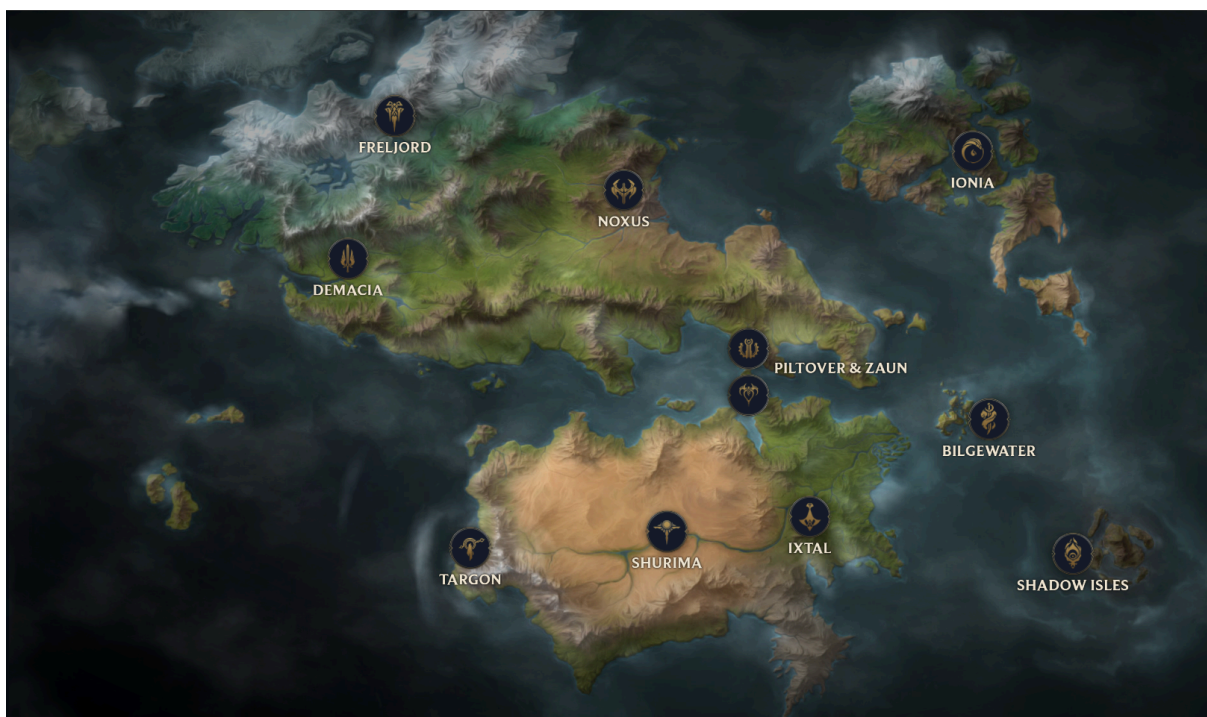 FRELJORD
IONIA
NOXUS
DEMACIA
PILTOVER & ZAUN
BILGEWATER
IXTAL
SHURIMA
TARGON
SHADOW ISLES